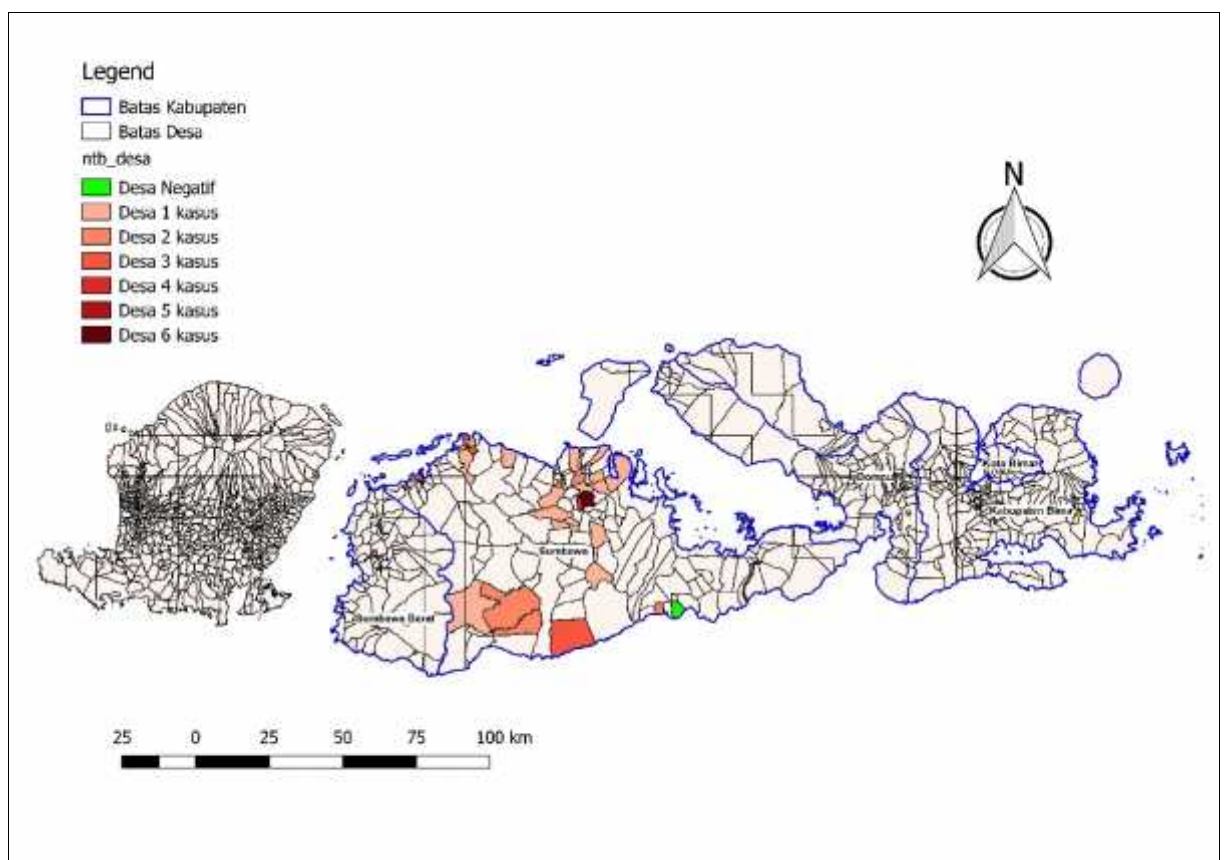 Legend
Batas Kabupaten
Batas Desa
ntb_desa
Desa Negatif
Desa 1 kasus
Desa 2 kasus
Desa 3 kasus
Desa 4 kasus
Desa 5 kasus
Desa 6 kasus
N
Kota Bima
Kabupaten Bima
Sumbawa
Sumbawa Barat
25 0 25 50 75 100 km